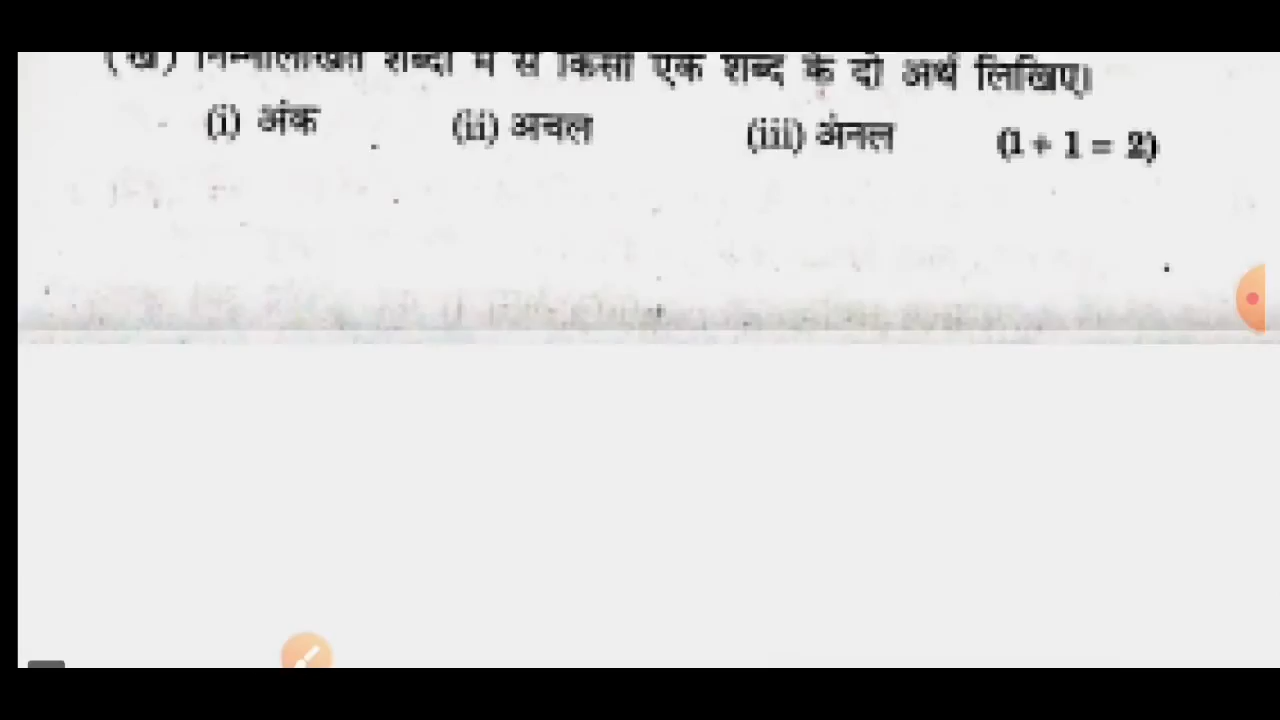 (ख) निम्नलिखित शब्दों में से किसी एक शब्द के दो अर्थ लिखिए।
(i) अंक (ii) अचल (iii) अनल (1 + 1 = 2)